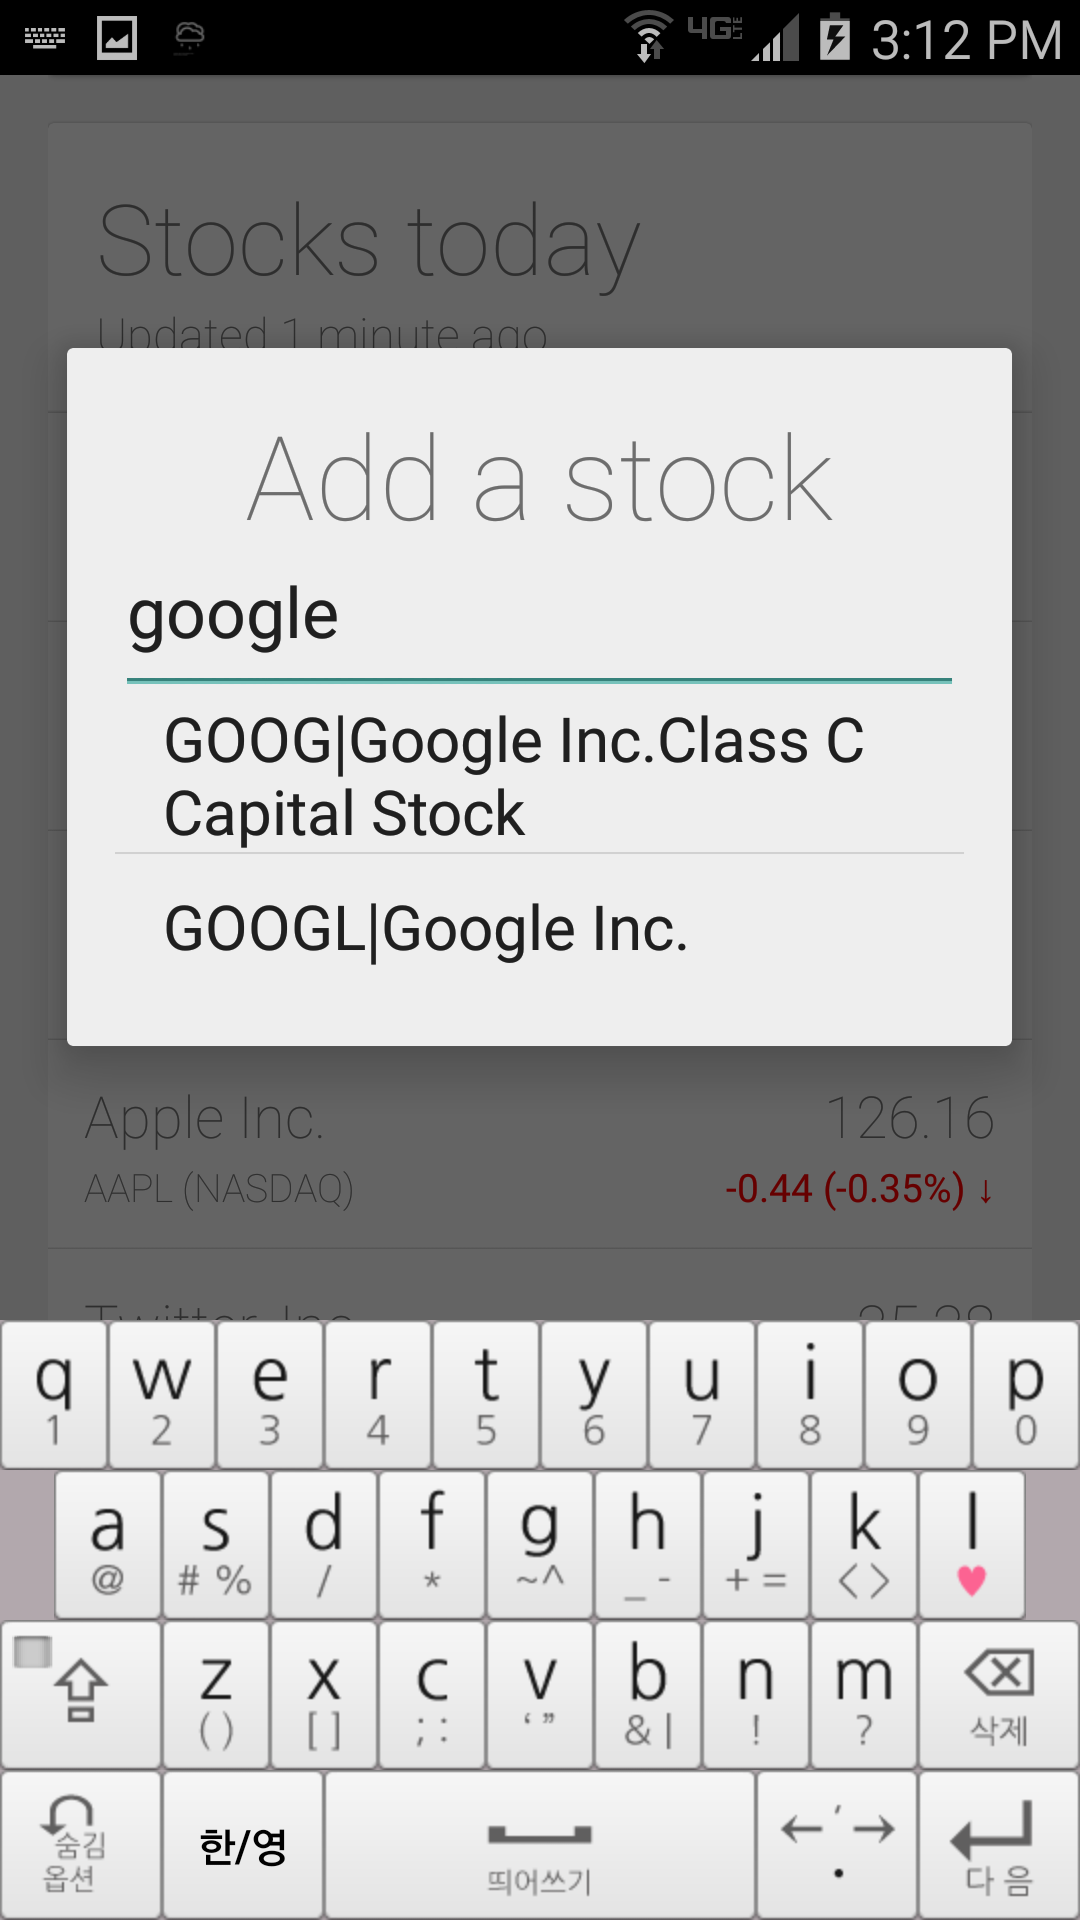 4G LTE 3:12 PM
Stocks today
Updated 1 minute ago
Add a stock
google
GOOG|Google Inc.Class C
Capital Stock
GOOGL|Google Inc.
Apple Inc. 126.16
AAPL (NASDAQ) -0.44 (-0.35%) ↓
Twitter Inc
q w e r t y u i o p
1 2 3 4 5 6 7 8 9 0
a s d f g h j k l
@ # % / * ~^ _ - + = < > ♥
z x c v b n m
( ) [ ] ; : ‘ ” & | ! ? 삭제
숨김
옵션
한/영
띄어쓰기
← ’ →
.
다음